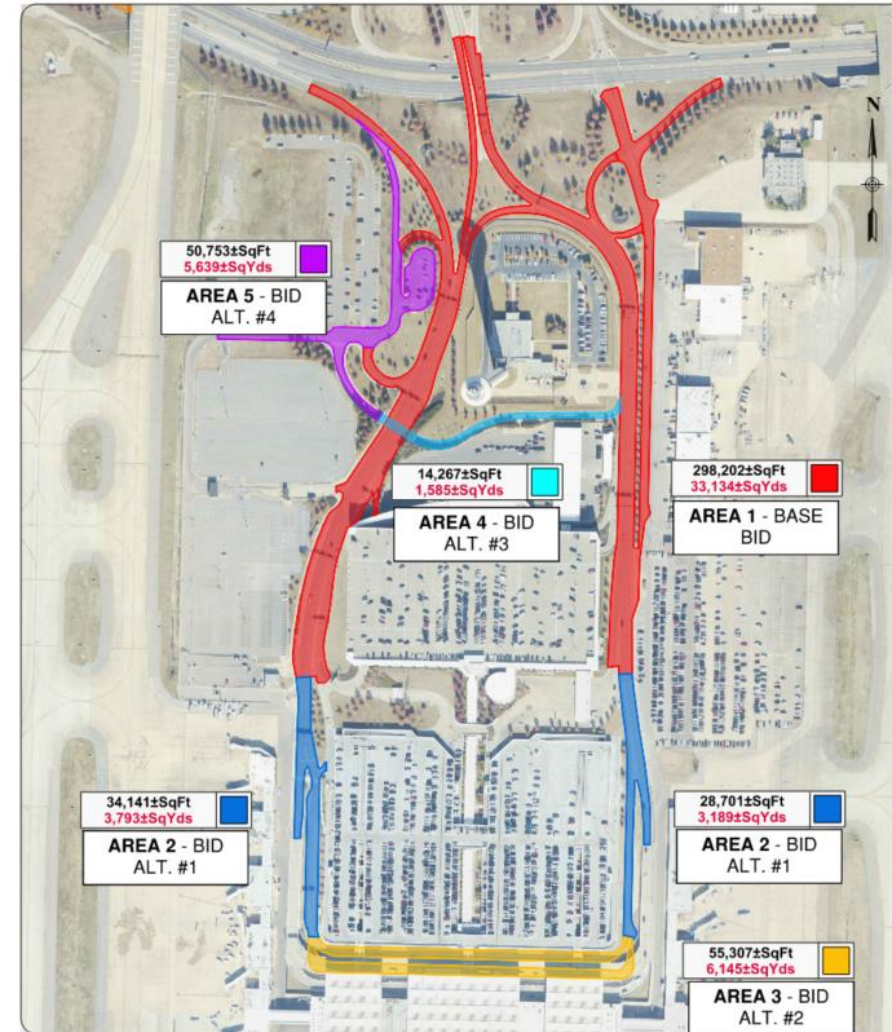 N
50,753±SqFt
5,639±SqYds
AREA 5 - BID
ALT. #4
14,267±SqFt
1,585±SqYds
AREA 4 - BID
ALT. #3
298,202±SqFt
33,134±SqYds
AREA 1 - BASE
BID
34,141±SqFt
3,793±SqYds
AREA 2 - BID
ALT. #1
28,701±SqFt
3,189±SqYds
AREA 2 - BID
ALT. #1
55,307±SqFt
6,145±SqYds
AREA 3 - BID
ALT. #2